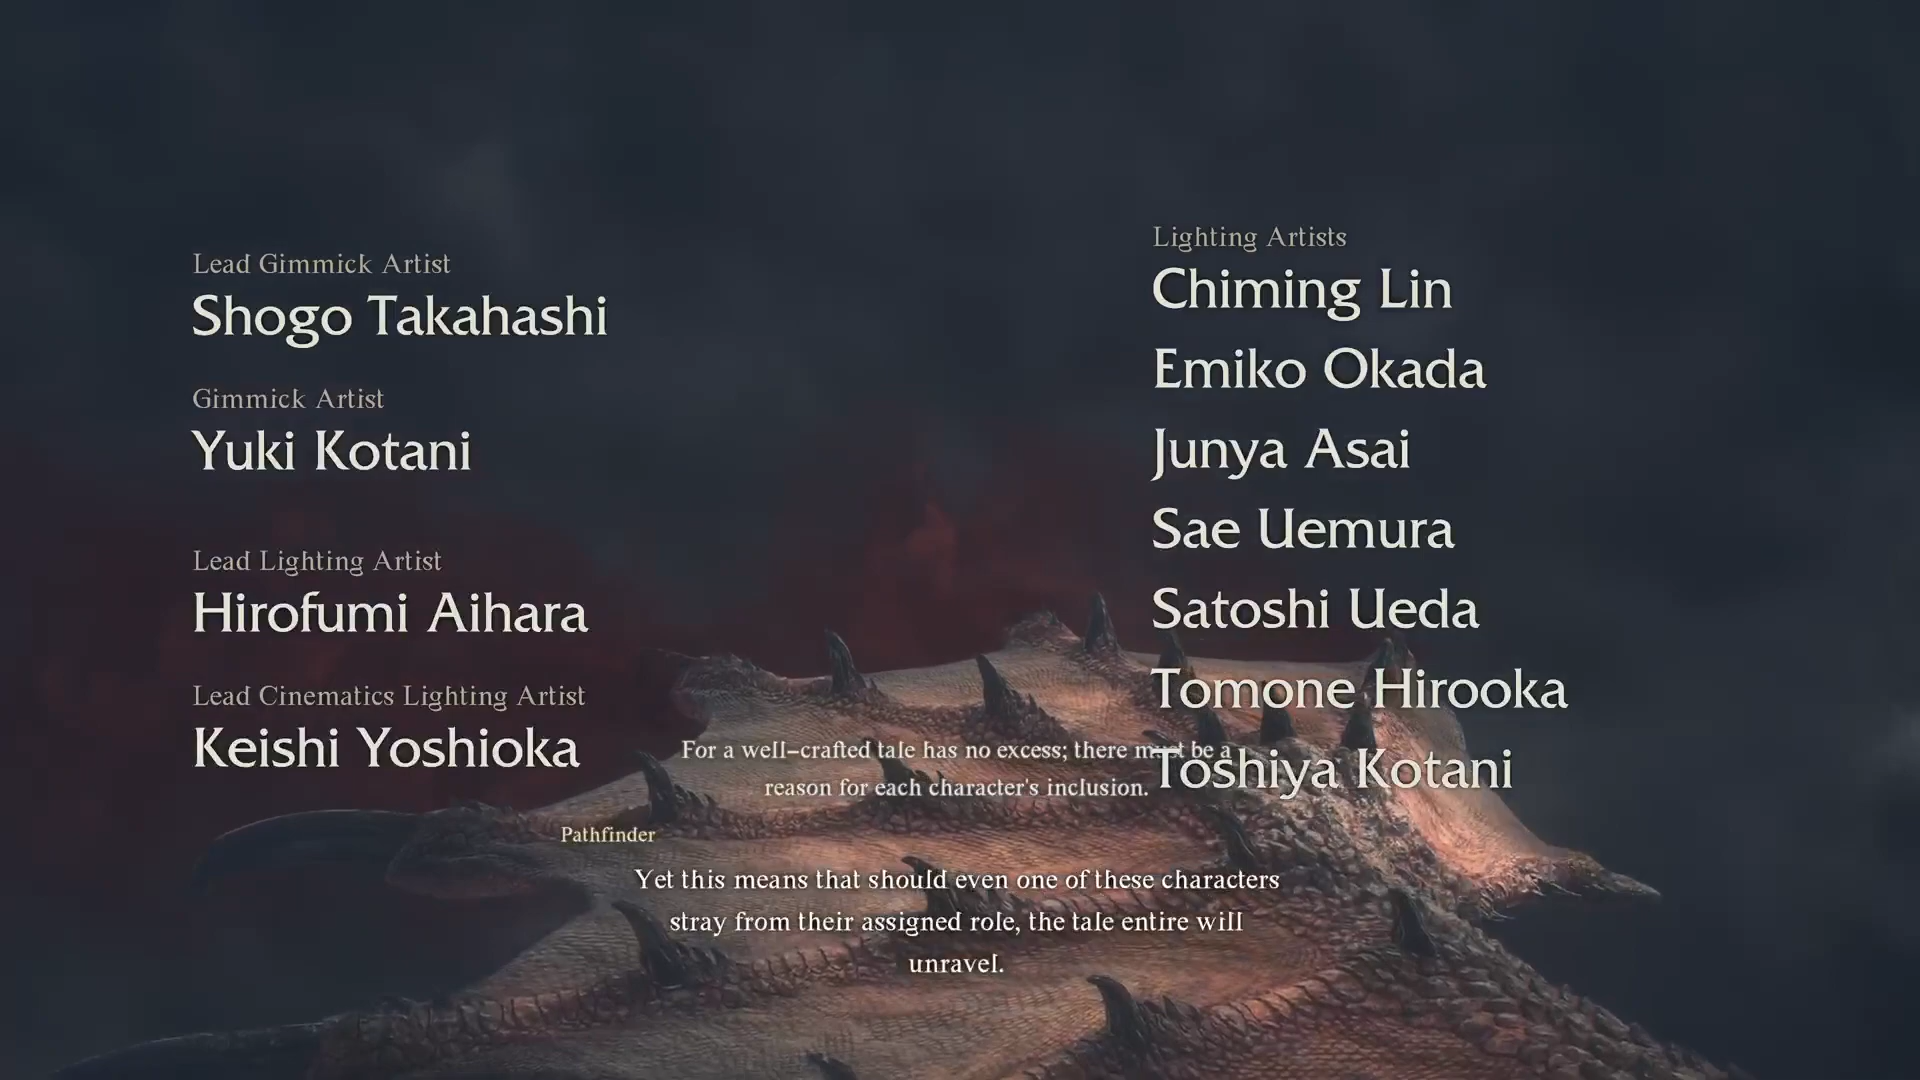 Lead Gimmick Artist
Shogo Takahashi
Gimmick Artist
Yuki Kotani
Lead Lighting Artist
Hirofumi Aihara
Lead Cinematics Lighting Artist
Keishi Yoshioka
Lighting Artists
Chiming Lin
Emiko Okada
Junya Asai
Sae Uemura
Satoshi Ueda
Tomone Hirooka
Toshiya Kotani
For a well-crafted tale has no excess; there must be a
reason for each character's inclusion.
Pathfinder
Yet this means that should even one of these characters
stray from their assigned role, the tale entire will
unravel.